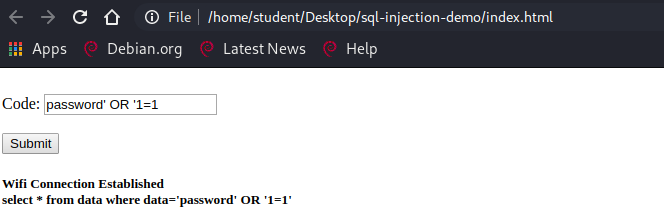 File /home/student/Desktop/sql-injection-demo/index.html
Debian.org Latest News Help
Code: password' OR '1=1
Submit
Wifi Connection Established
select * from data where data='password' OR '1=1'